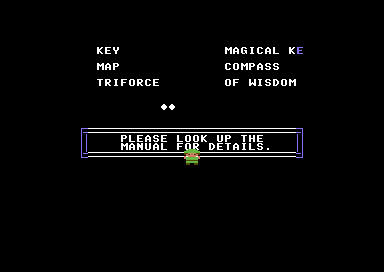 KEY MAGICAL KE
MAP COMPASS
TRIFORCE OF WISDOM
PLEASE LOOK UP THE
MANUAL FOR DETAILS.